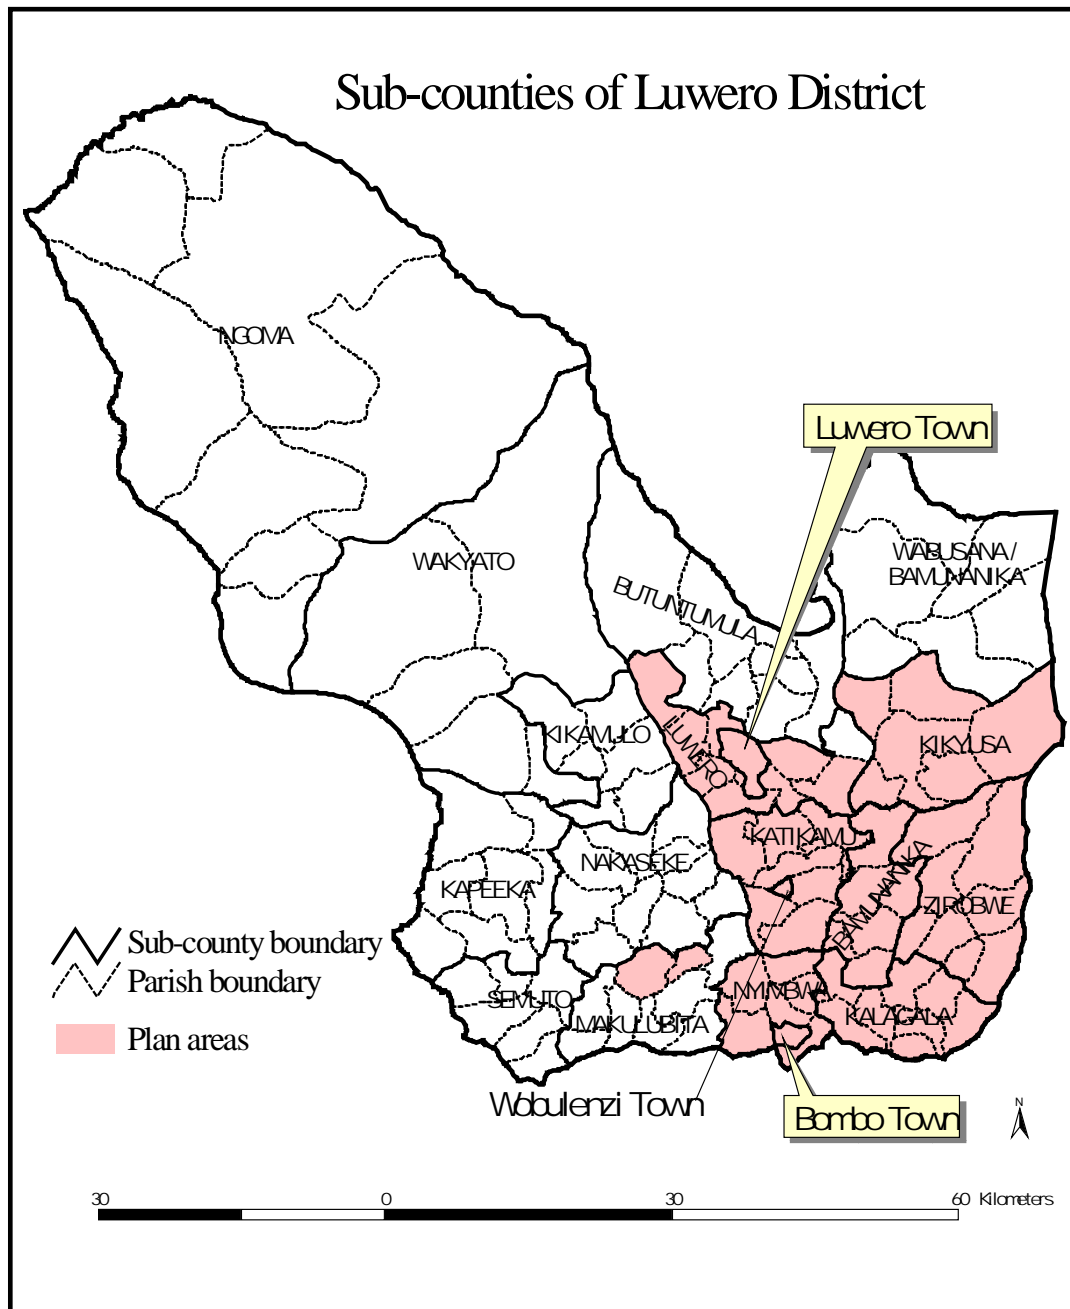 Sub-counties of Luwero District
NGOMA
Luwero Town
WAKYATO
WABUSANA /
BAMUNANIKA
BUTUNTUMULA
KIKAMULO
LUWERO
KIKYUSA
KATIKAMU
NAKASEKE
BAMUNANIKA
KAPEEKA
ZIROBWE
Sub-county boundary
Parish boundary
SEMUTO
MAKULUBITA
NYIMBWA
KALAGALA
Plan areas
Wobulenzi Town
Bombo Town
N
30 0 30 60 Kilometers